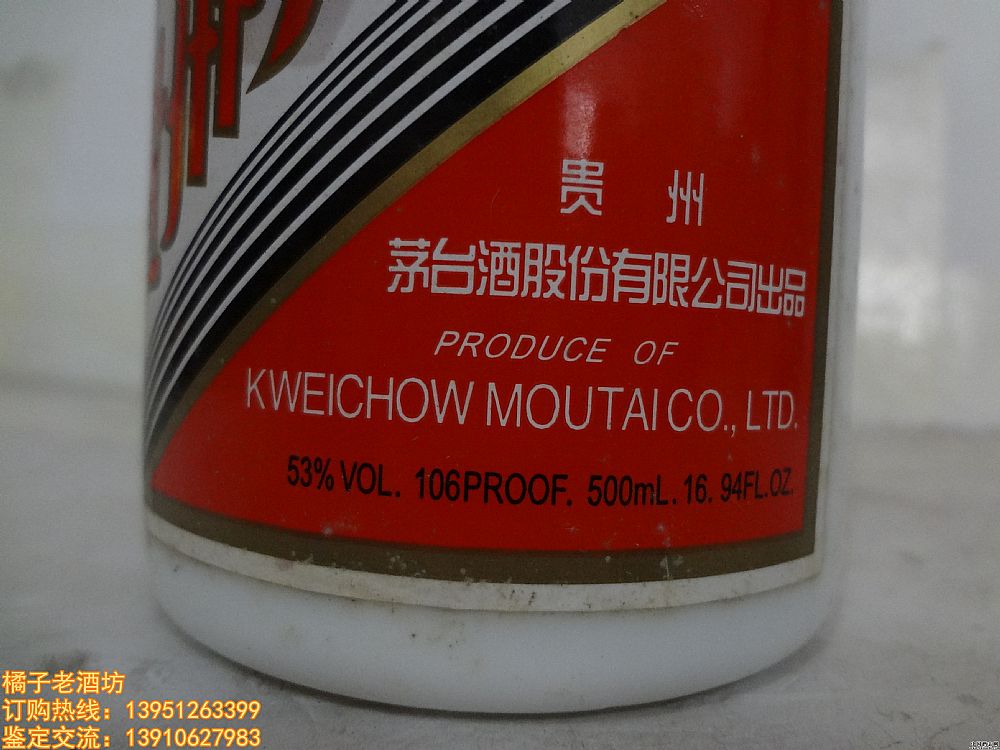 贵州
茅台酒股份有限公司出品
PRODUCE OF
KWEICHOW MOUTAI CO., LTD.
53% VOL. 106PROOF. 500mL. 16. 94FL.OZ.
橘子老酒坊
订购热线：13951263399
鉴定交流：13910627983